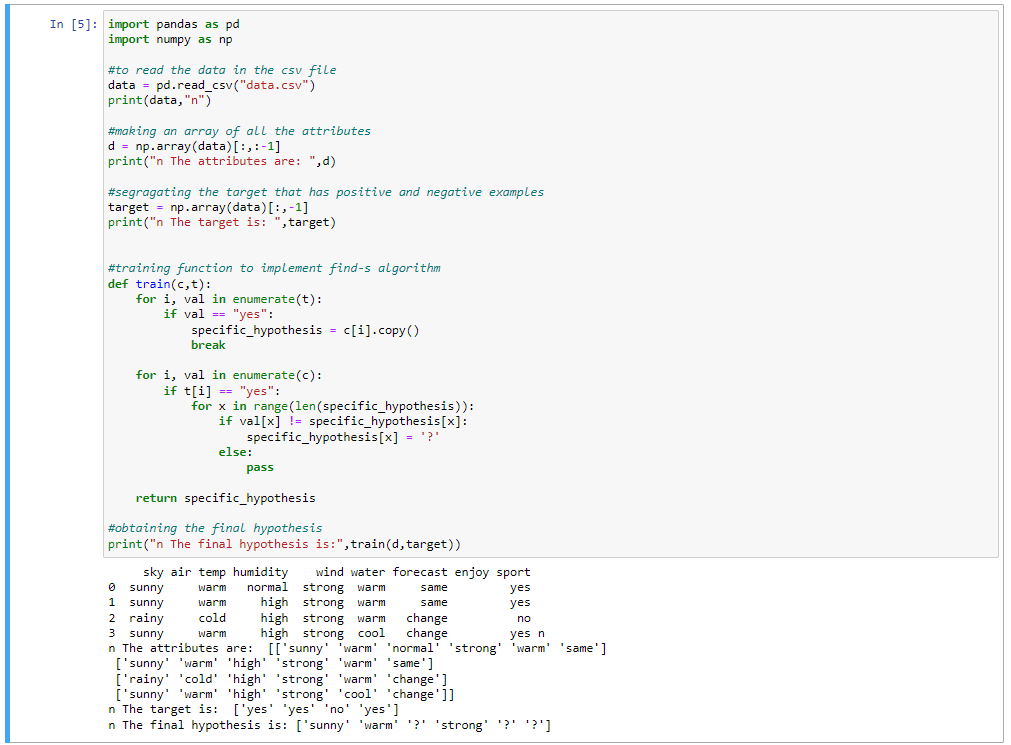 In [5]: import pandas as pd
import numpy as np
#to read the data in the csv file
data = pd.read_csv("data.csv")
print(data,"n")
#making an array of all the attributes
d = np.array(data)[:,:-1]
print("n The attributes are: ",d)
#segragating the target that has positive and negative examples
target = np.array(data)[:,-1]
print("n The target is: ",target)
#training function to implement find-s algorithm
def train(c,t):
    for i, val in enumerate(t):
        if val == "yes":
            specific_hypothesis = c[i].copy()
            break
    for i, val in enumerate(c):
        if t[i] == "yes":
            for x in range(len(specific_hypothesis)):
                if val[x] != specific_hypothesis[x]:
                    specific_hypothesis[x] = '?'
                else:
                    pass
    return specific_hypothesis
#obtaining the final hypothesis
print("n The final hypothesis is:",train(d,target))
     sky air temp humidity    wind water forecast enjoy sport
0  sunny     warm   normal  strong  warm     same         yes
1  sunny     warm     high  strong  warm     same         yes
2  rainy     cold     high  strong  warm   change          no
3  sunny     warm     high  strong  cool   change         yes n
n The attributes are:  [['sunny' 'warm' 'normal' 'strong' 'warm' 'same']
 ['sunny' 'warm' 'high' 'strong' 'warm' 'same']
 ['rainy' 'cold' 'high' 'strong' 'warm' 'change']
 ['sunny' 'warm' 'high' 'strong' 'cool' 'change']]
n The target is:  ['yes' 'yes' 'no' 'yes']
n The final hypothesis is: ['sunny' 'warm' '?' 'strong' '?' '?']